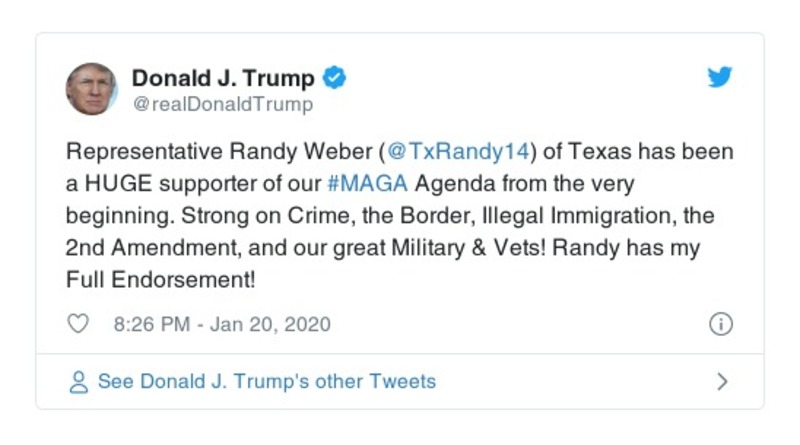 Donald J. Trump
@realDonaldTrump
Representative Randy Weber (@TxRandy14) of Texas has been
a HUGE supporter of our #MAGA Agenda from the very
beginning. Strong on Crime, the Border, Illegal Immigration, the
2nd Amendment, and our great Military & Vets! Randy has my
Full Endorsement!
8:26 PM - Jan 20, 2020
See Donald J. Trump's other Tweets